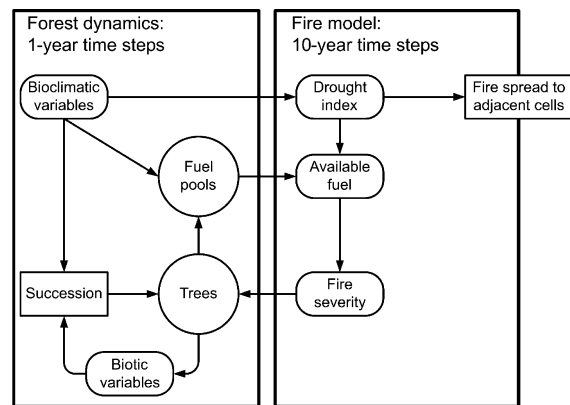 Forest dynamics:
1-year time steps
Fire model:
10-year time steps
Bioclimatic
variables
Drought
index
Fire spread to
adjacent cells
Fuel
pools
Available
fuel
Succession
Trees
Fire
severity
Biotic
variables